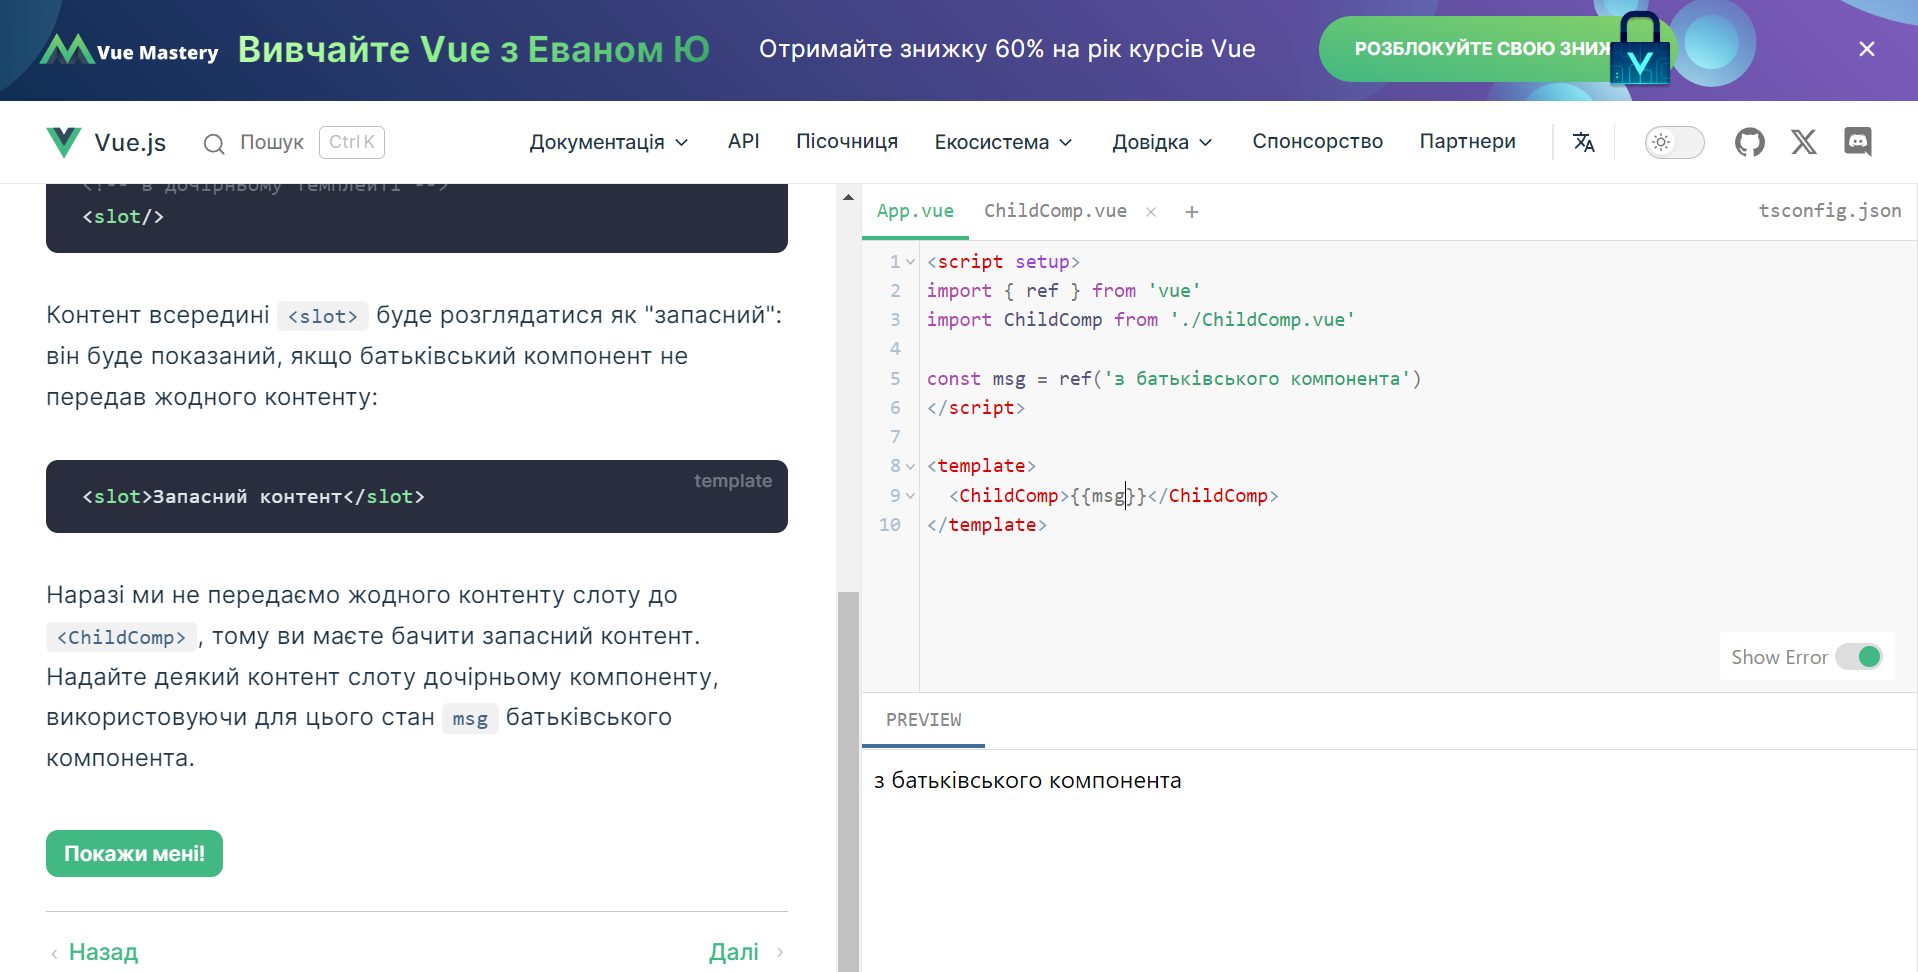 Vue Mastery
Вивчайте Vue з Еваном Ю
Отримайте знижку 60% на рік курсів Vue
РОЗБЛОКУЙТЕ СВОЮ
Vue.js
Пошук
Ctrl K
Документація
API
Пісочниця
Екосистема
Довідка
Спонсорство
Партнери
<!-- в дочірньому темплейті -->
<slot/>
Контент всередині <slot> буде розглядатися як "запасний":
він буде показаний, якщо батьківський компонент не
передав жодного контенту:
template
<slot>Запасний контент</slot>
Наразі ми не передаємо жодного контенту слоту до
<ChildComp>, тому ви маєте бачити запасний контент.
Надайте деякий контент слоту дочірньому компоненту,
використовуючи для цього стан msg батьківського
компонента.
Покажи мені!
‹ Назад
Далі ›
App.vue
ChildComp.vue ×
+
tsconfig.json
1 <script setup>
2 import { ref } from 'vue'
3 import ChildComp from './ChildComp.vue'
4
5 const msg = ref('з батьківського компонента')
6 </script>
7
8 <template>
9 <ChildComp>{{msg}}</ChildComp>
10 </template>
Show Error
PREVIEW
з батьківського компонента